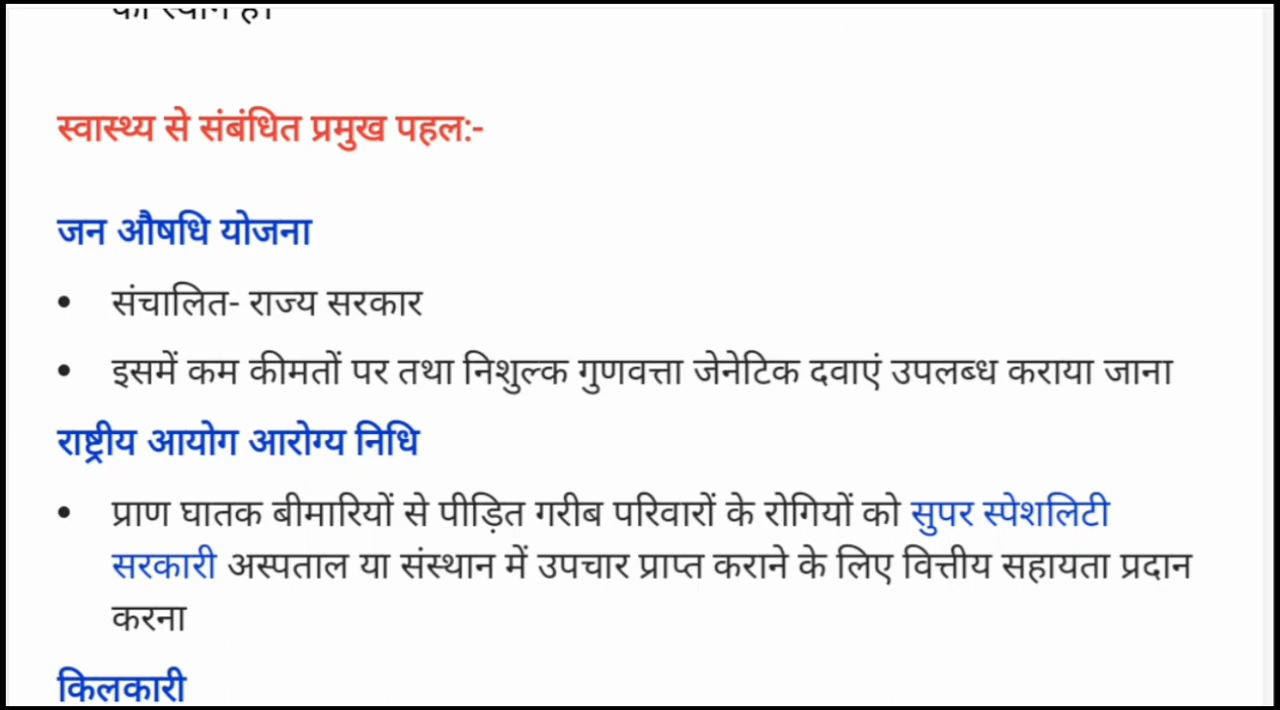 स्वास्थ्य से संबंधित प्रमुख पहल:-
जन औषधि योजना
• संचालित- राज्य सरकार
• इसमें कम कीमतों पर तथा निशुल्क गुणवत्ता जेनेटिक दवाएं उपलब्ध कराया जाना
राष्ट्रीय आयोग आरोग्य निधि
• प्राण घातक बीमारियों से पीड़ित गरीब परिवारों के रोगियों को सुपर स्पेशलिटी
सरकारी अस्पताल या संस्थान में उपचार प्राप्त कराने के लिए वित्तीय सहायता प्रदान
करना
किलकारी